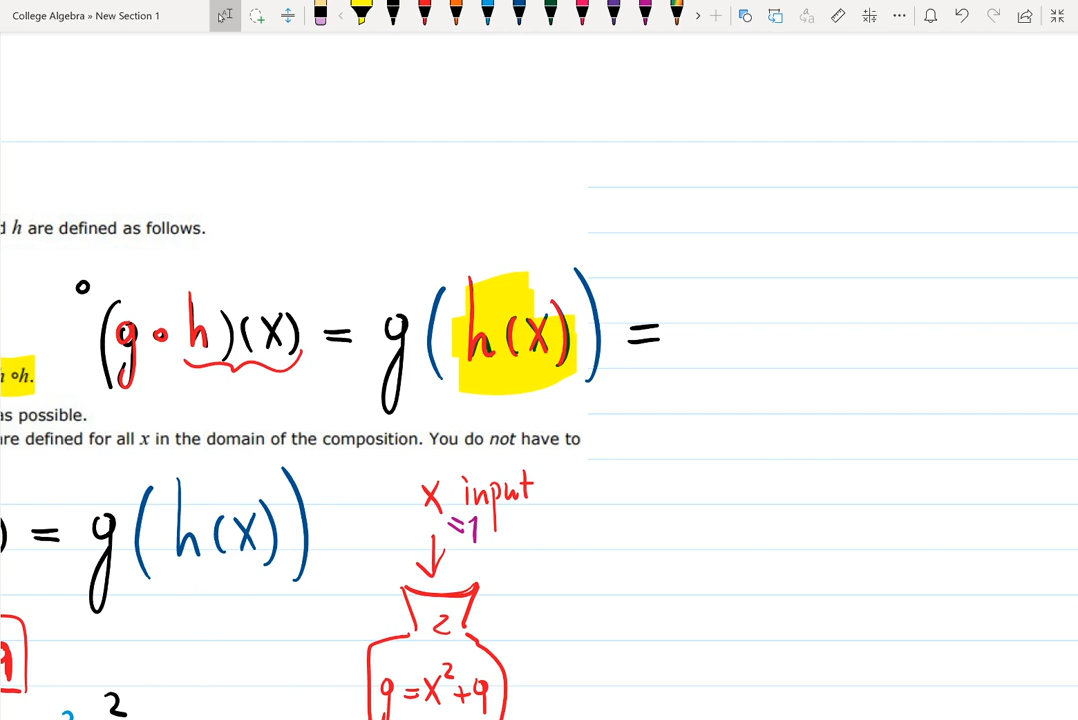 College Algebra » New Section 1
h are defined as follows.
(g ∘ h)(x) = g(h(x)) =
∘h.
as possible.
are defined for all x in the domain of the composition. You do not have to
) = g(h(x))
x input
=1
2
g = x² + 9
2